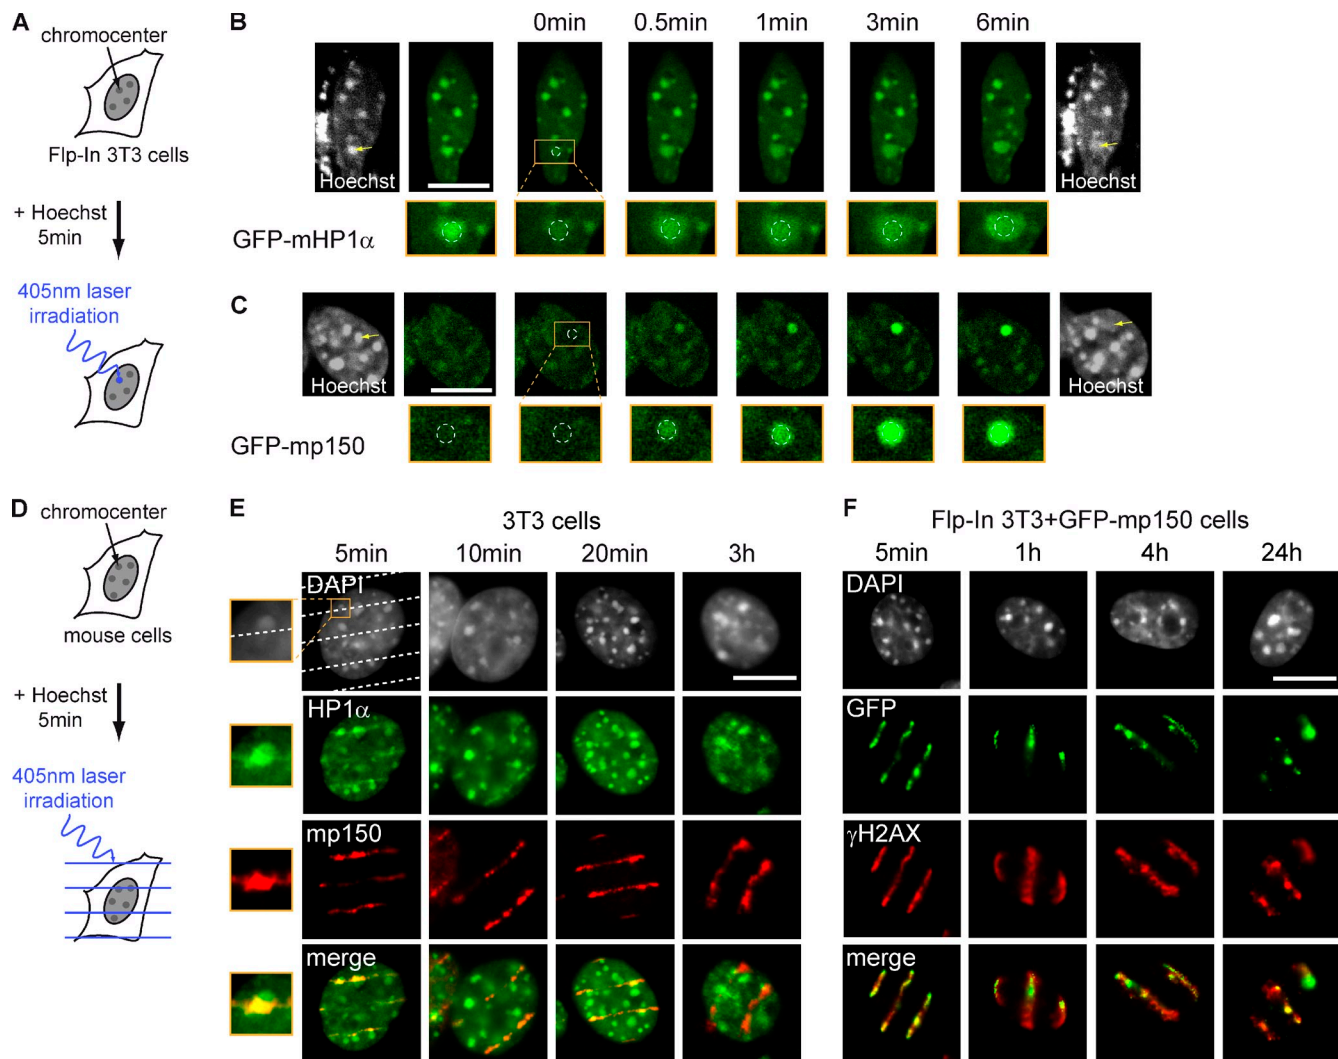 A
chromocenter
Flp-In 3T3 cells
+ Hoechst
5min
405nm laser
irradiation
B
0min 0.5min 1min 3min 6min
Hoechst
Hoechst
GFP-mHP1α
C
Hoechst
Hoechst
GFP-mp150
D
chromocenter
mouse cells
+ Hoechst
5min
405nm laser
irradiation
E
3T3 cells
5min 10min 20min 3h
DAPI
HP1α
mp150
merge
F
Flp-In 3T3+GFP-mp150 cells
5min 1h 4h 24h
DAPI
GFP
γH2AX
merge